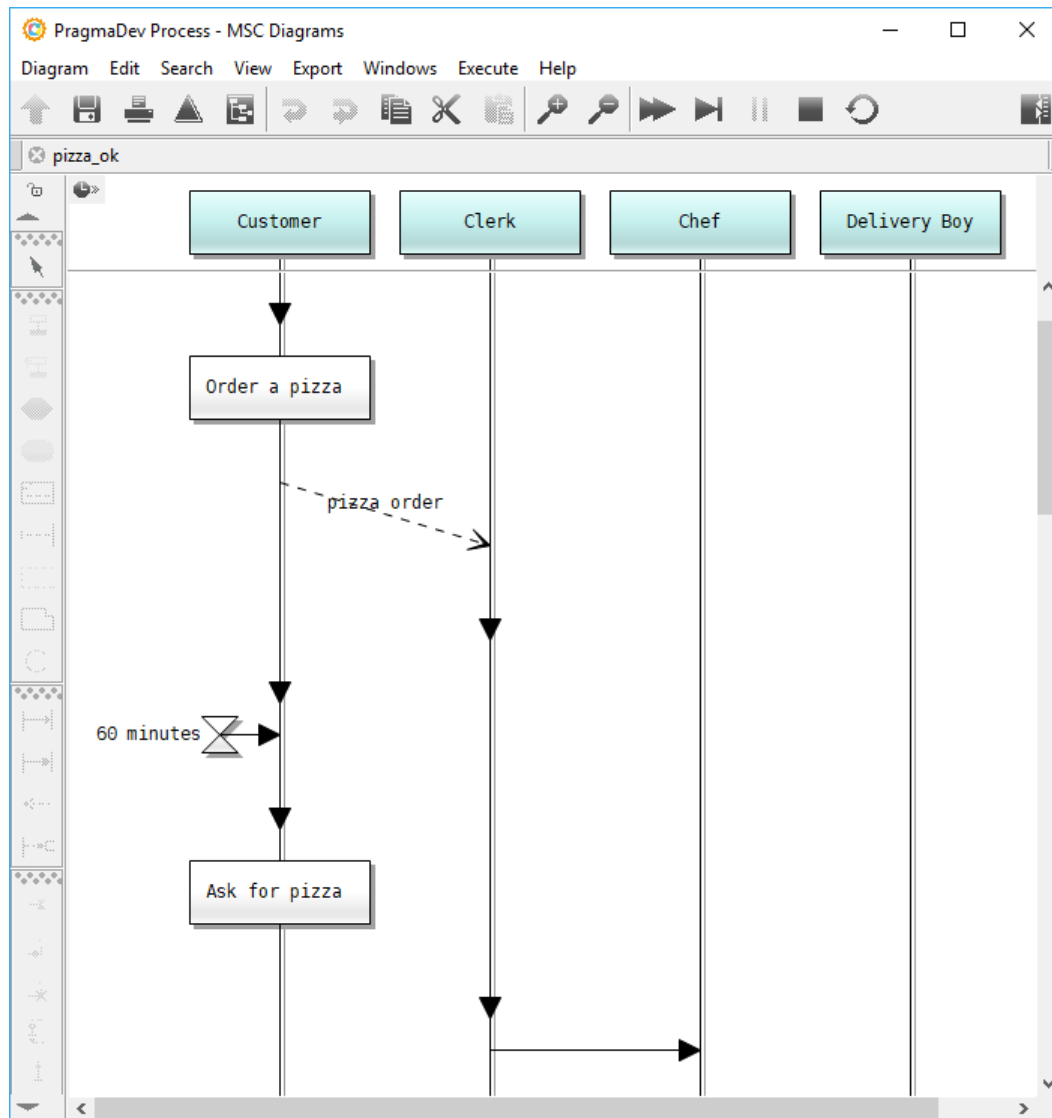 PragmaDev Process - MSC Diagrams
Diagram Edit Search View Export Windows Execute Help
pizza_ok
Customer Clerk Chef Delivery Boy
Order a pizza
pizza order
60 minutes
Ask for pizza